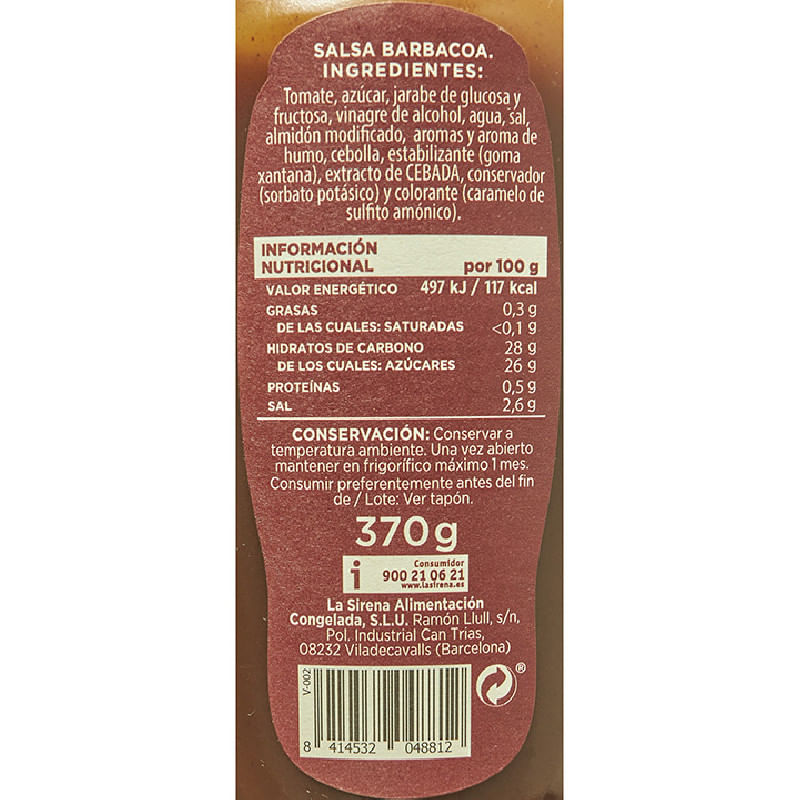 SALSA BARBACOA.
INGREDIENTES:
Tomate, azúcar, jarabe de glucosa y
fructosa, vinagre de alcohol, agua, sal,
almidón modificado, aromas y aroma de
humo, cebolla, estabilizante (goma
xantana), extracto de CEBADA, conservador
(sorbato potásico) y colorante (caramelo de
sulfito amónico).
INFORMACIÓN
NUTRICIONAL por 100 g
VALOR ENERGÉTICO 497 kJ / 117 kcal
GRASAS 0,3 g
DE LAS CUALES: SATURADAS <0,1 g
HIDRATOS DE CARBONO 28 g
DE LOS CUALES: AZÚCARES 26 g
PROTEÍNAS 0,5 g
SAL 2,6 g
CONSERVACIÓN: Conservar a
temperatura ambiente. Una vez abierto
mantener en frigorífico máximo 1 mes.
Consumir preferentemente antes del fin
de / Lote: Ver tapón.
370g
i Consumidor
900 21 06 21
www.lasirena.es
La Sirena Alimentación
Congelada, S.L.U. Ramón Llull, s/n,
Pol. Industrial Can Trias,
08232 Viladecavalls (Barcelona)
V-002
®
8 414532 048812